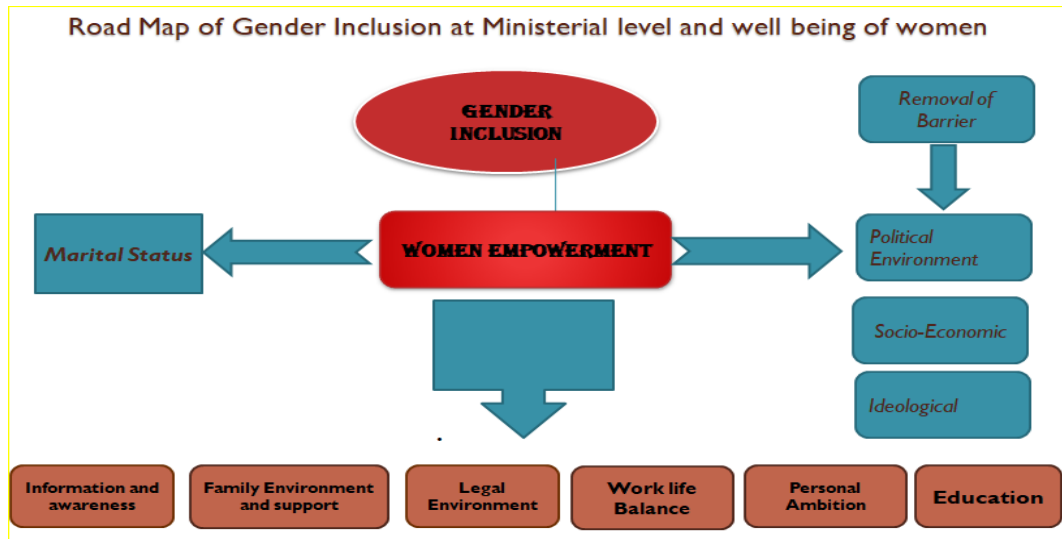 Road Map of Gender Inclusion at Ministerial level and well being of women
GENDER
INCLUSION
Removal of
Barrier
Marital Status
WOMEN EMPOWERMENT
Political
Environment
Socio-Economic
Ideological
.
Information and
awareness
Family Environment
and support
Legal
Environment
Work life
Balance
Personal
Ambition
Education